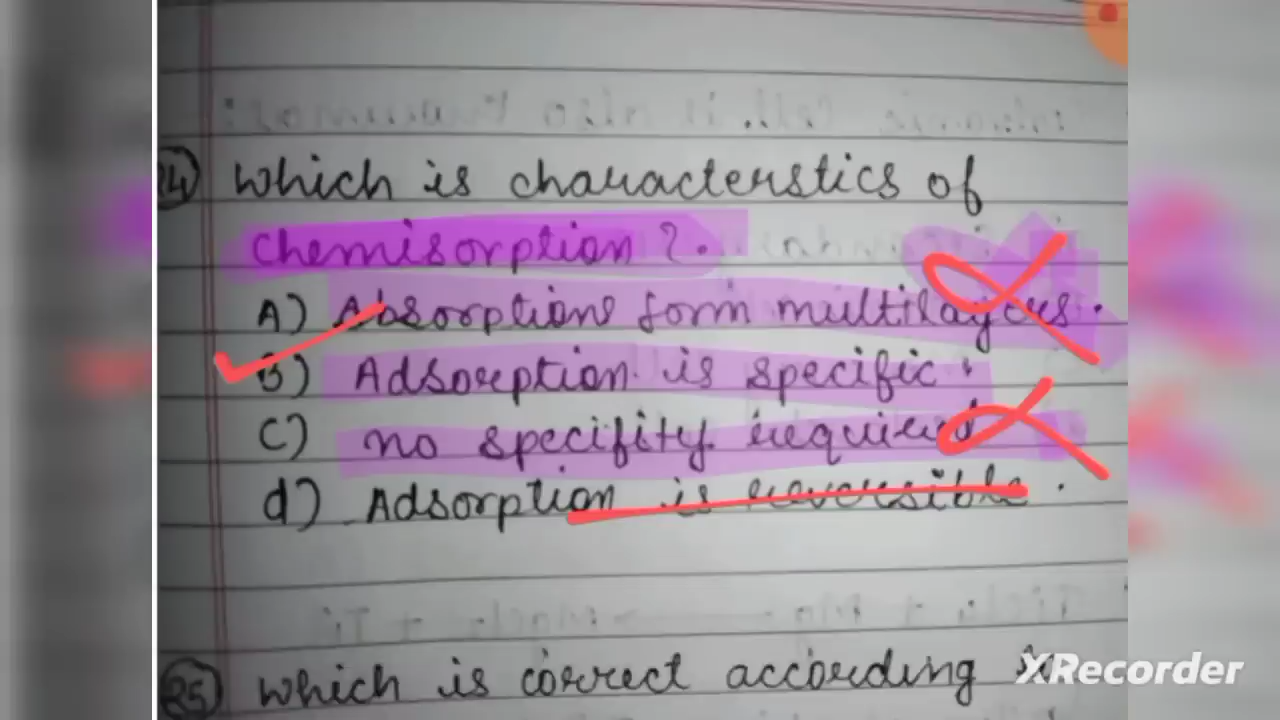 24 which is characterstics of
chemisorption ?.
A) Absorptions form multilayers.
B) Adsorption is specific.
C) no specifity required
d) Adsorption is reversible.
25 which is correct according to
XRecorder